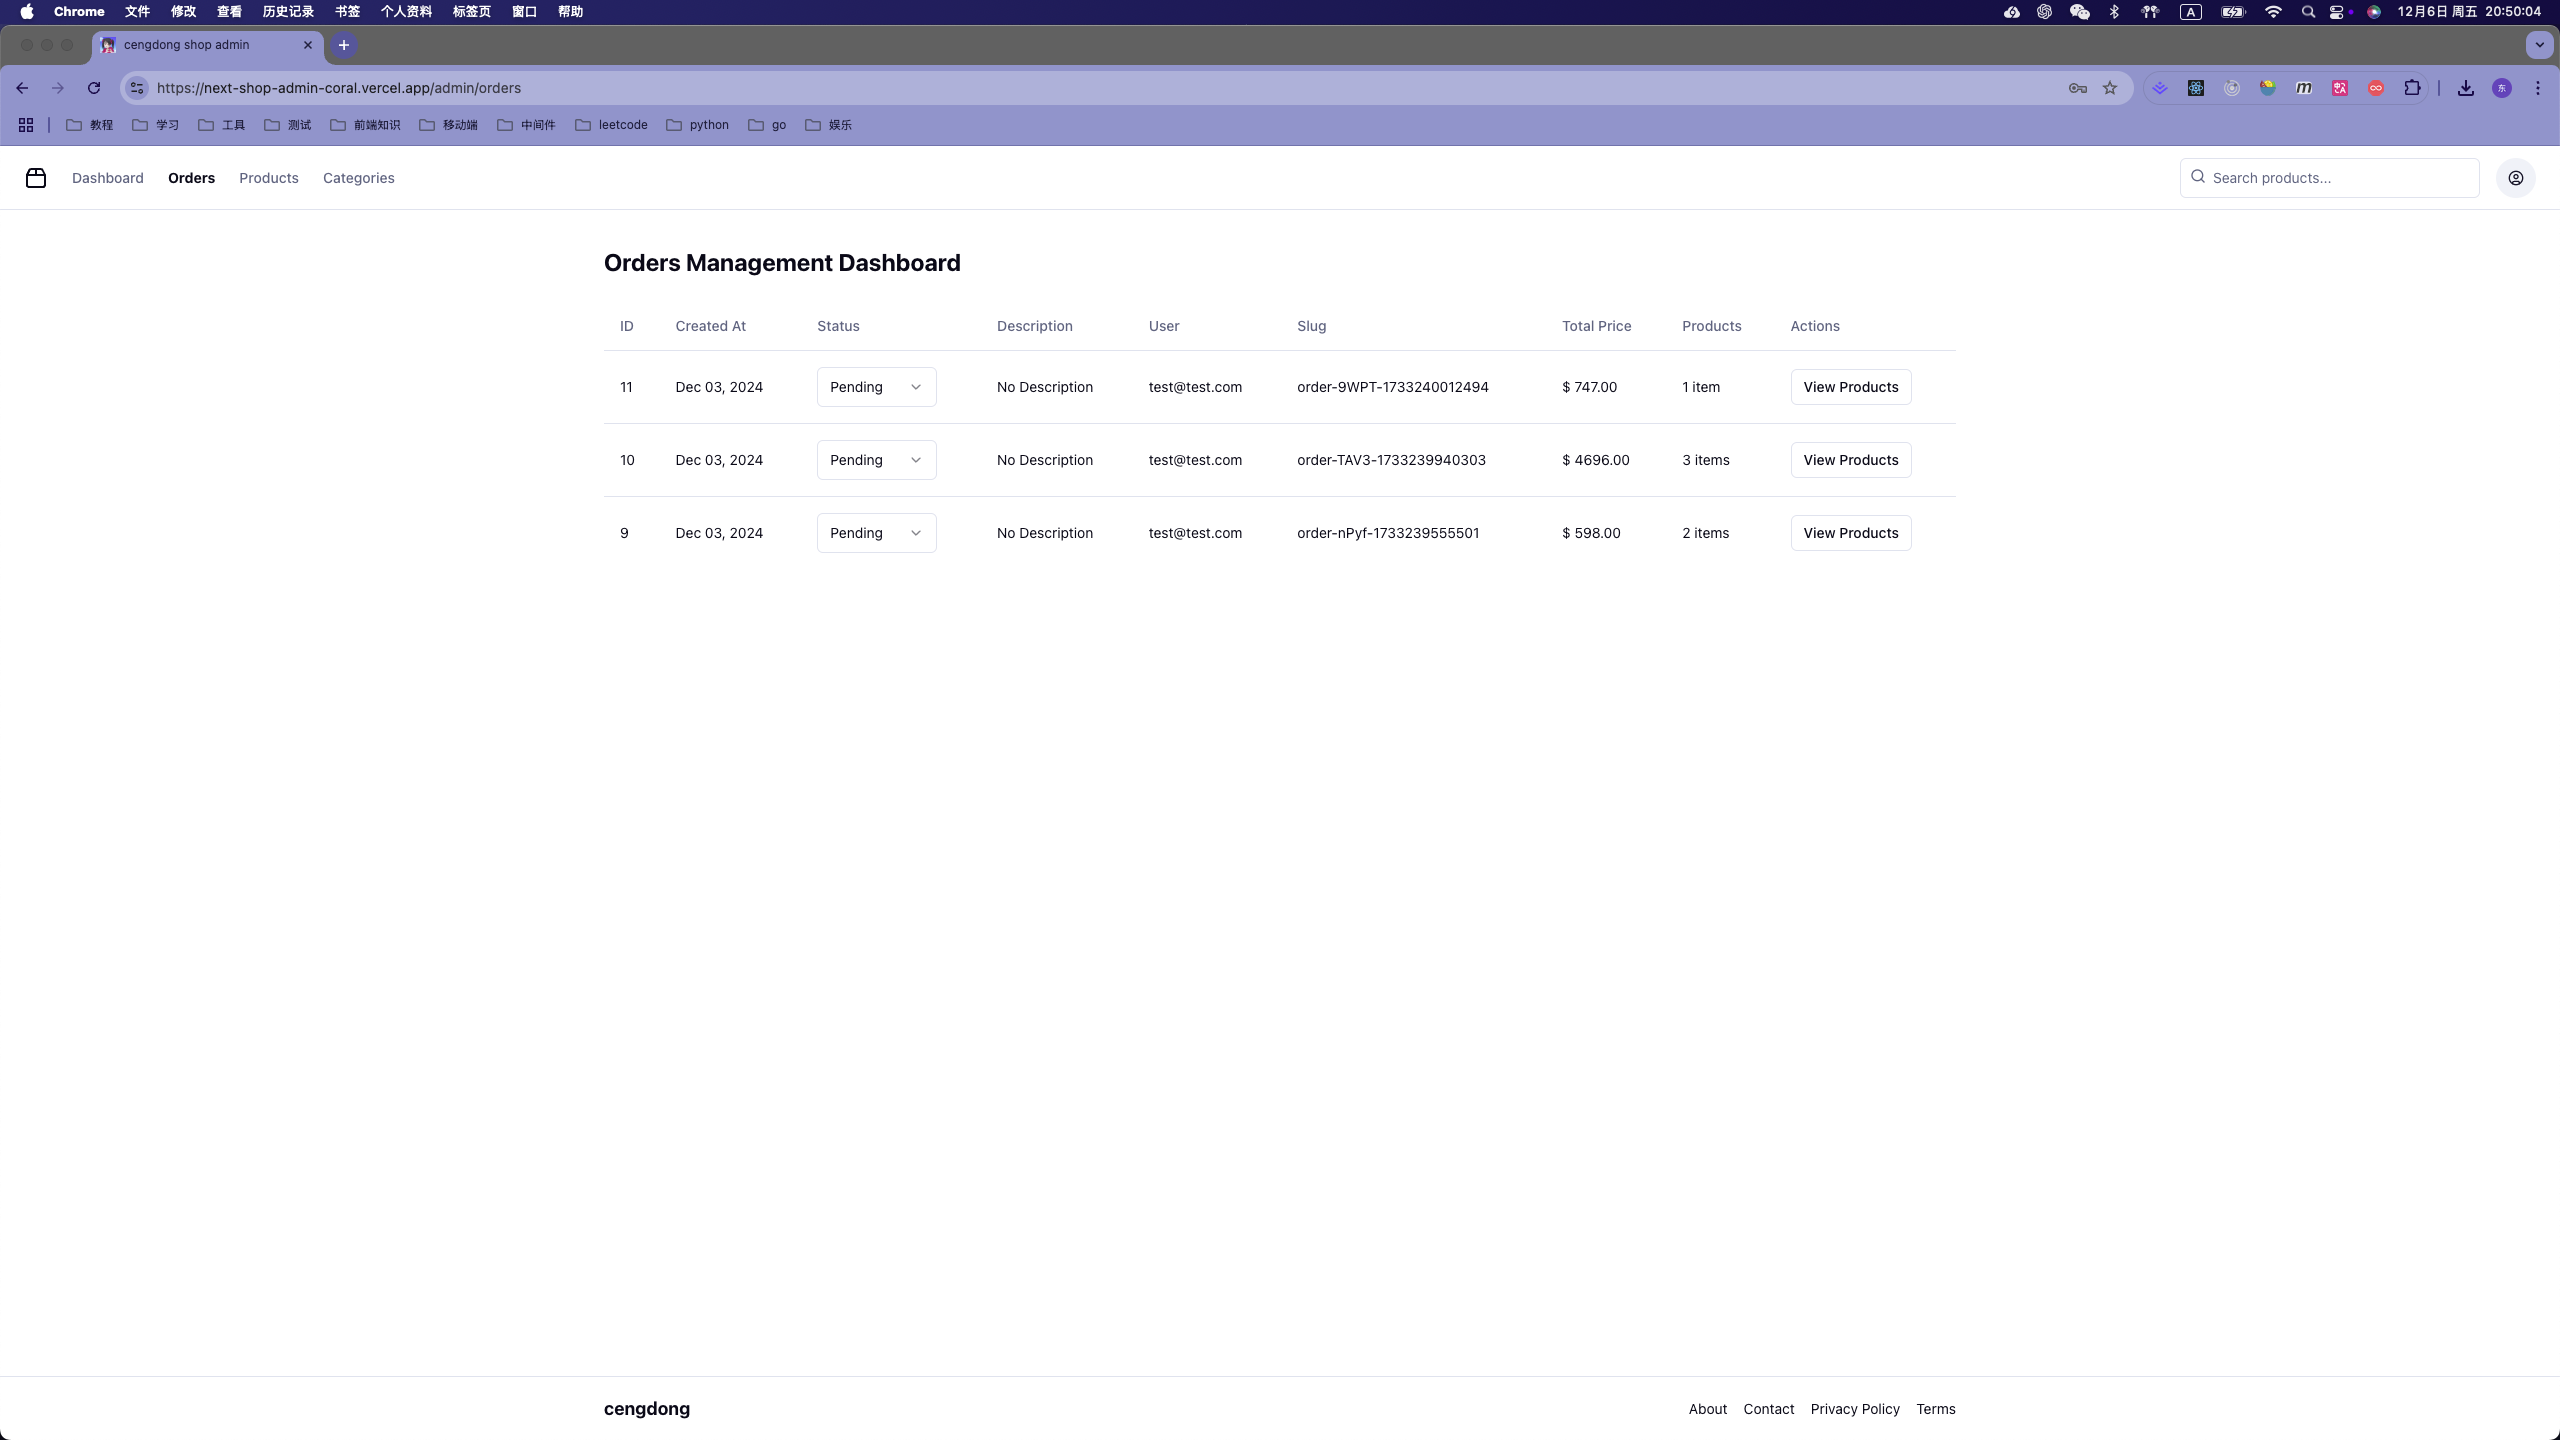 Chrome 文件 修改 查看 历史记录 书签 个人资料 标签页 窗口 帮助 A 12月6日 周五 20:50:04
cengdong shop admin
https://next-shop-admin-coral.vercel.app/admin/orders m 东
教程 学习 工具 测试 前端知识 移动端 中间件 leetcode python go 娱乐
Dashboard Orders Products Categories Search products...
Orders Management Dashboard
ID Created At Status Description User Slug Total Price Products Actions
11 Dec 03, 2024 Pending No Description test@test.com order-9WPT-1733240012494 $ 747.00 1 item View Products
10 Dec 03, 2024 Pending No Description test@test.com order-TAV3-1733239940303 $ 4696.00 3 items View Products
9 Dec 03, 2024 Pending No Description test@test.com order-nPyf-1733239555501 $ 598.00 2 items View Products
cengdong About Contact Privacy Policy Terms